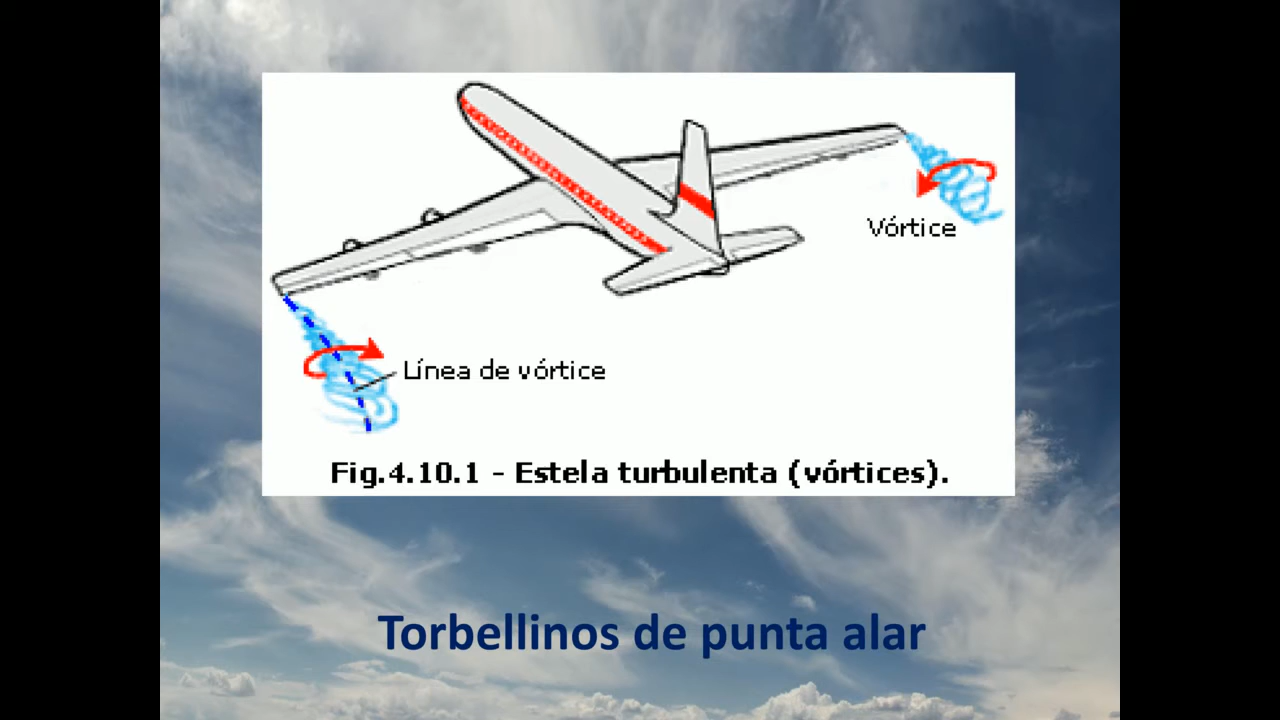 Vórtice
Línea de vórtice
Fig.4.10.1 - Estela turbulenta (vórtices).
Torbellinos de punta alar